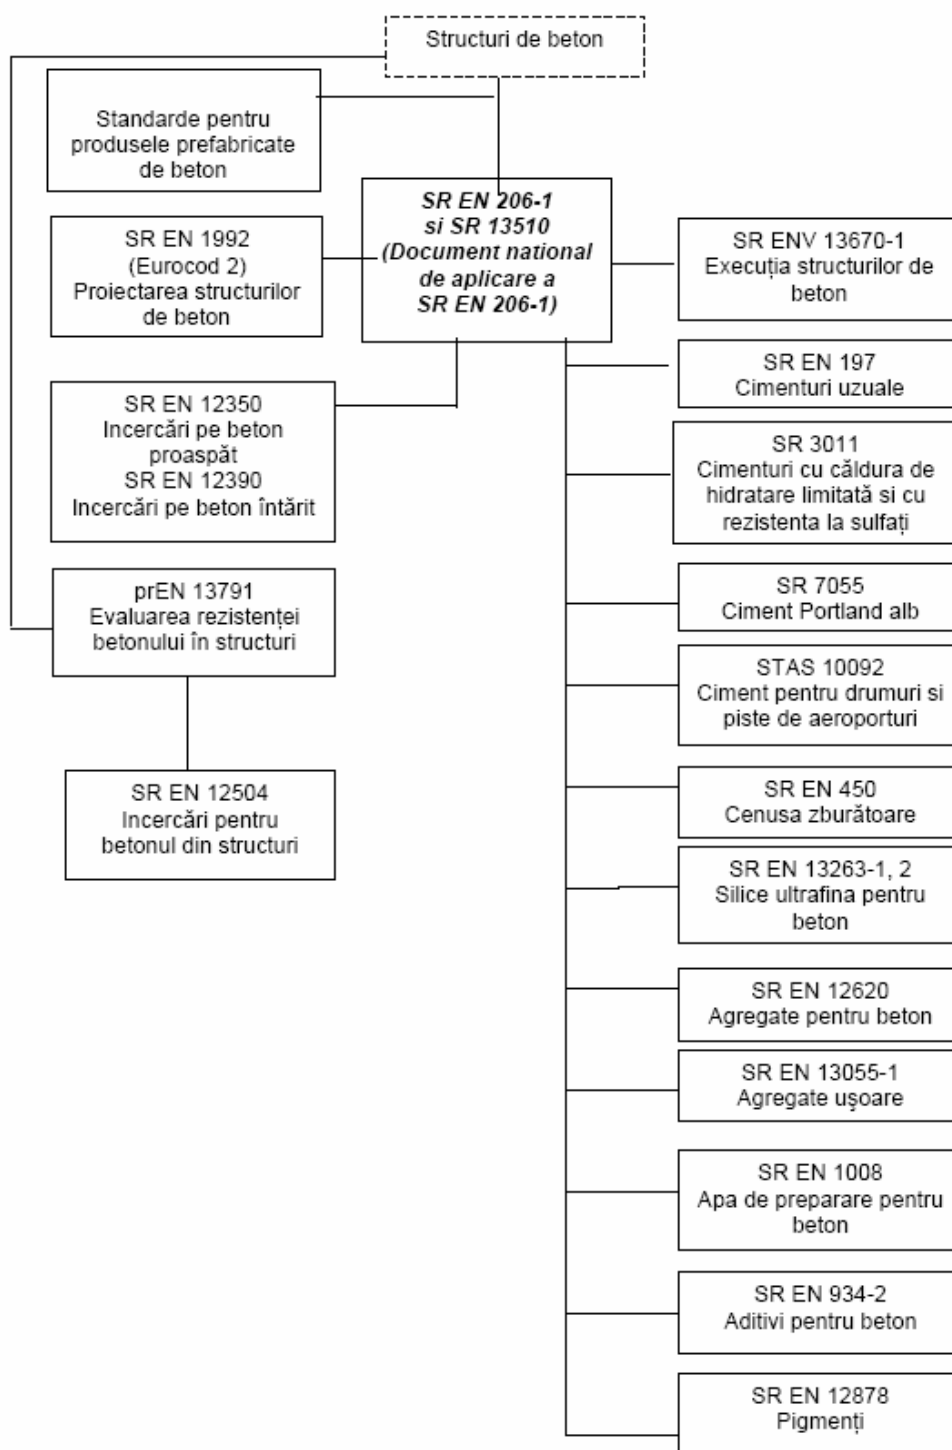 Structuri de beton
Standarde pentru
produsele prefabricate
de beton
SR EN 206-1
si SR 13510
(Document national
de aplicare a
SR EN 206-1)
SR EN 1992
(Eurocod 2)
Proiectarea structurilor
de beton
SR EN 12350
Incercări pe beton
proaspăt
SR EN 12390
Incercări pe beton întărit
prEN 13791
Evaluarea rezistenței
betonului în structuri
SR EN 12504
Incercări pentru
betonul din structuri
SR ENV 13670-1
Execuția structurilor de
beton
SR EN 197
Cimenturi uzuale
SR 3011
Cimenturi cu căldura de
hidratare limitată si cu
rezistenta la sulfați
SR 7055
Ciment Portland alb
STAS 10092
Ciment pentru drumuri si
piste de aeroporturi
SR EN 450
Cenusa zburătoare
SR EN 13263-1, 2
Silice ultrafina pentru
beton
SR EN 12620
Agregate pentru beton
SR EN 13055-1
Agregate uşoare
SR EN 1008
Apa de preparare pentru
beton
SR EN 934-2
Aditivi pentru beton
SR EN 12878
Pigmenți